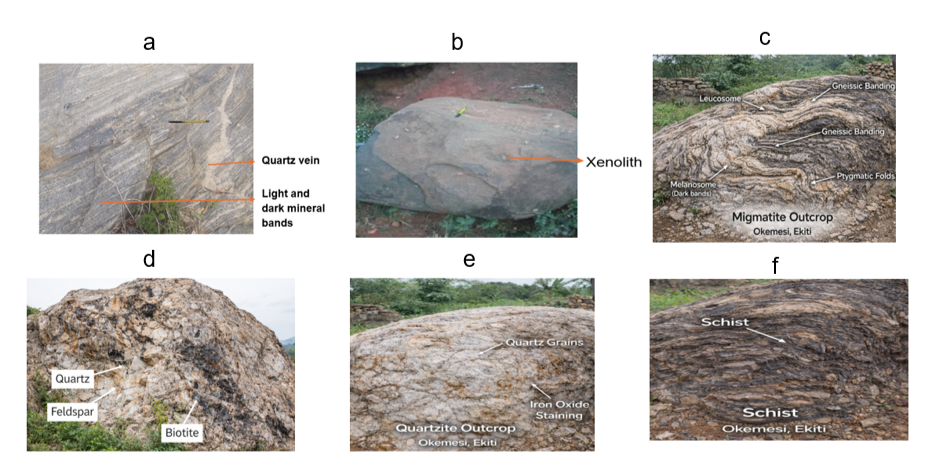 a
b
c
Quartz vein
Light and
dark mineral
bands
Xenolith
Leucosome
Gneissic Banding
Gneissic Banding
Ptygmatic Folds
Melanosome
(Dark bands)
Migmatite Outcrop
Okemesi, Ekiti
d
e
f
Quartz
Feldspar
Biotite
Quartz Grains
Iron Oxide
Staining
Quartzite Outcrop
Okemesi, Ekiti
Schist
Schist
Okemesi, Ekiti